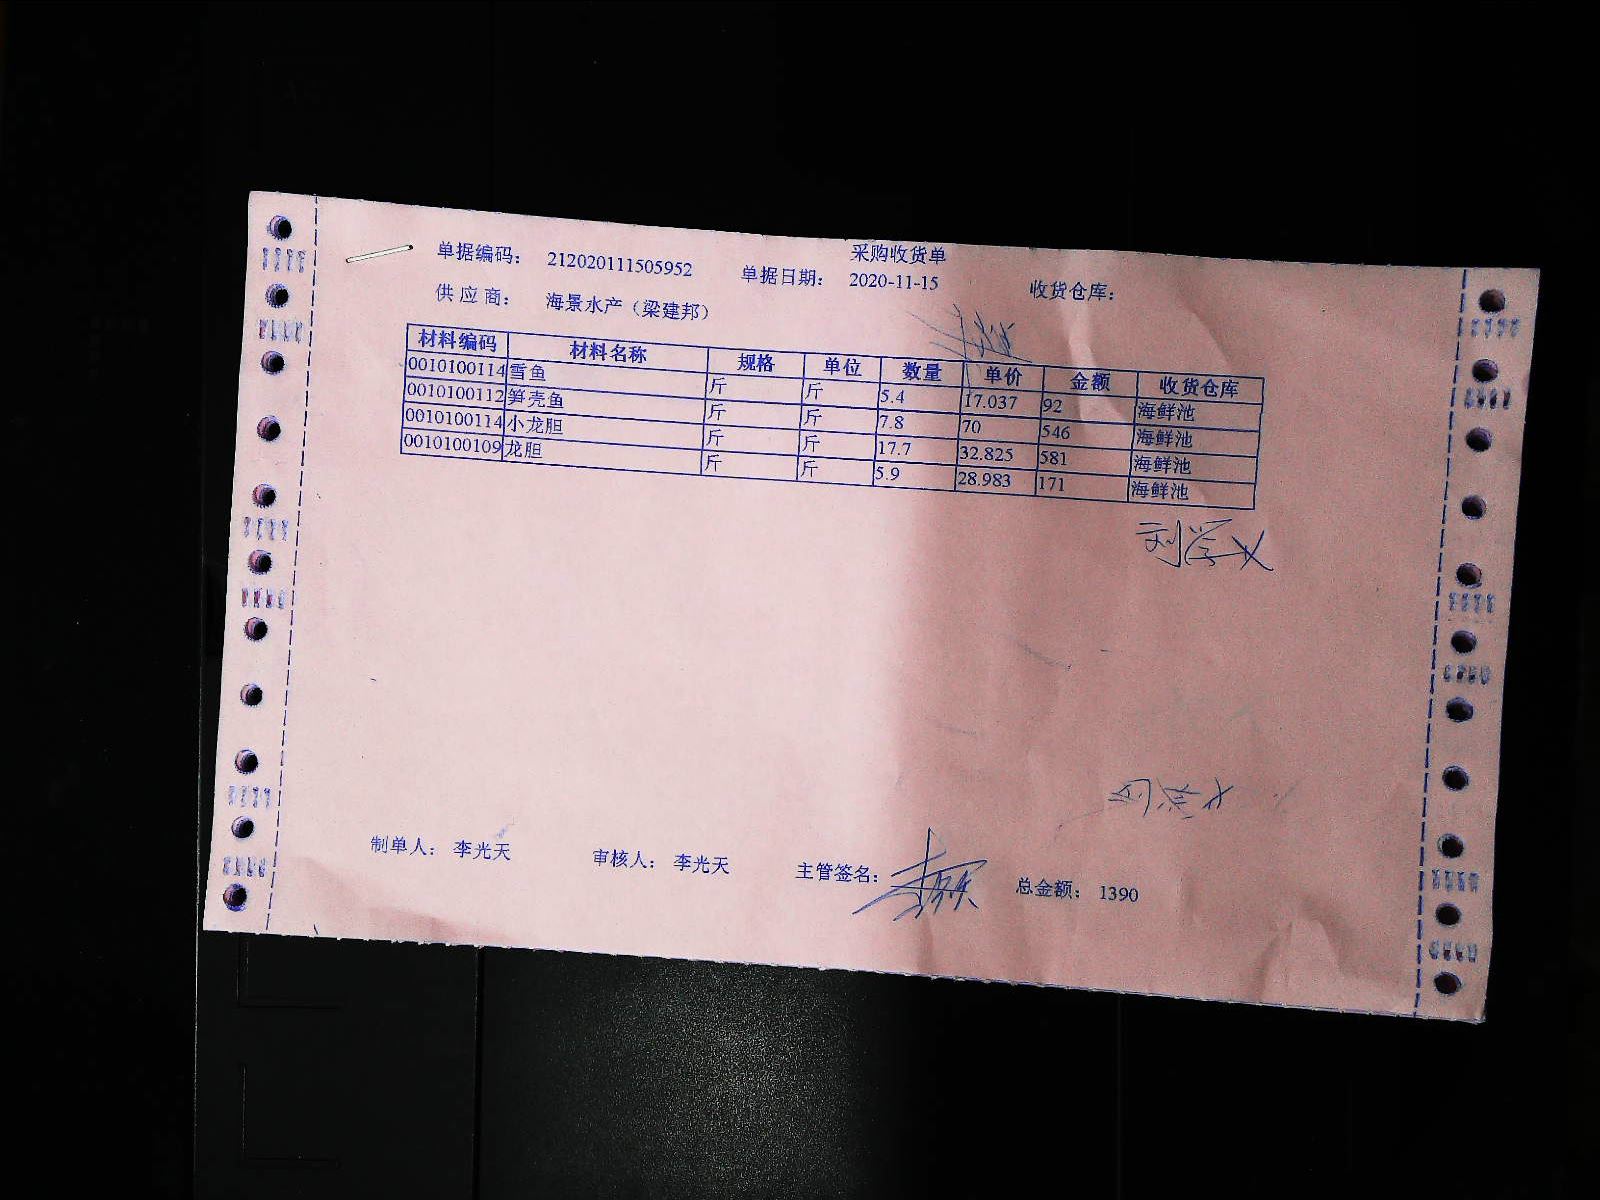 采购收货单
单据编码： 212020111505952 单据日期： 2020-11-15 收货仓库：
供 应 商： 海景水产（梁建邦）
材料编码 材料名称 规格 单位 数量 单价 金额 收货仓库
0010100114 雪鱼 斤 斤 5.4 17.037 92 海鲜池
0010100112 笋壳鱼 斤 斤 7.8 70 546 海鲜池
0010100114 小龙胆 斤 斤 17.7 32.825 581 海鲜池
0010100109 龙胆 斤 斤 5.9 28.983 171 海鲜池
刘学义
制单人： 李光天 审核人： 李光天 主管签名： 总金额： 1390